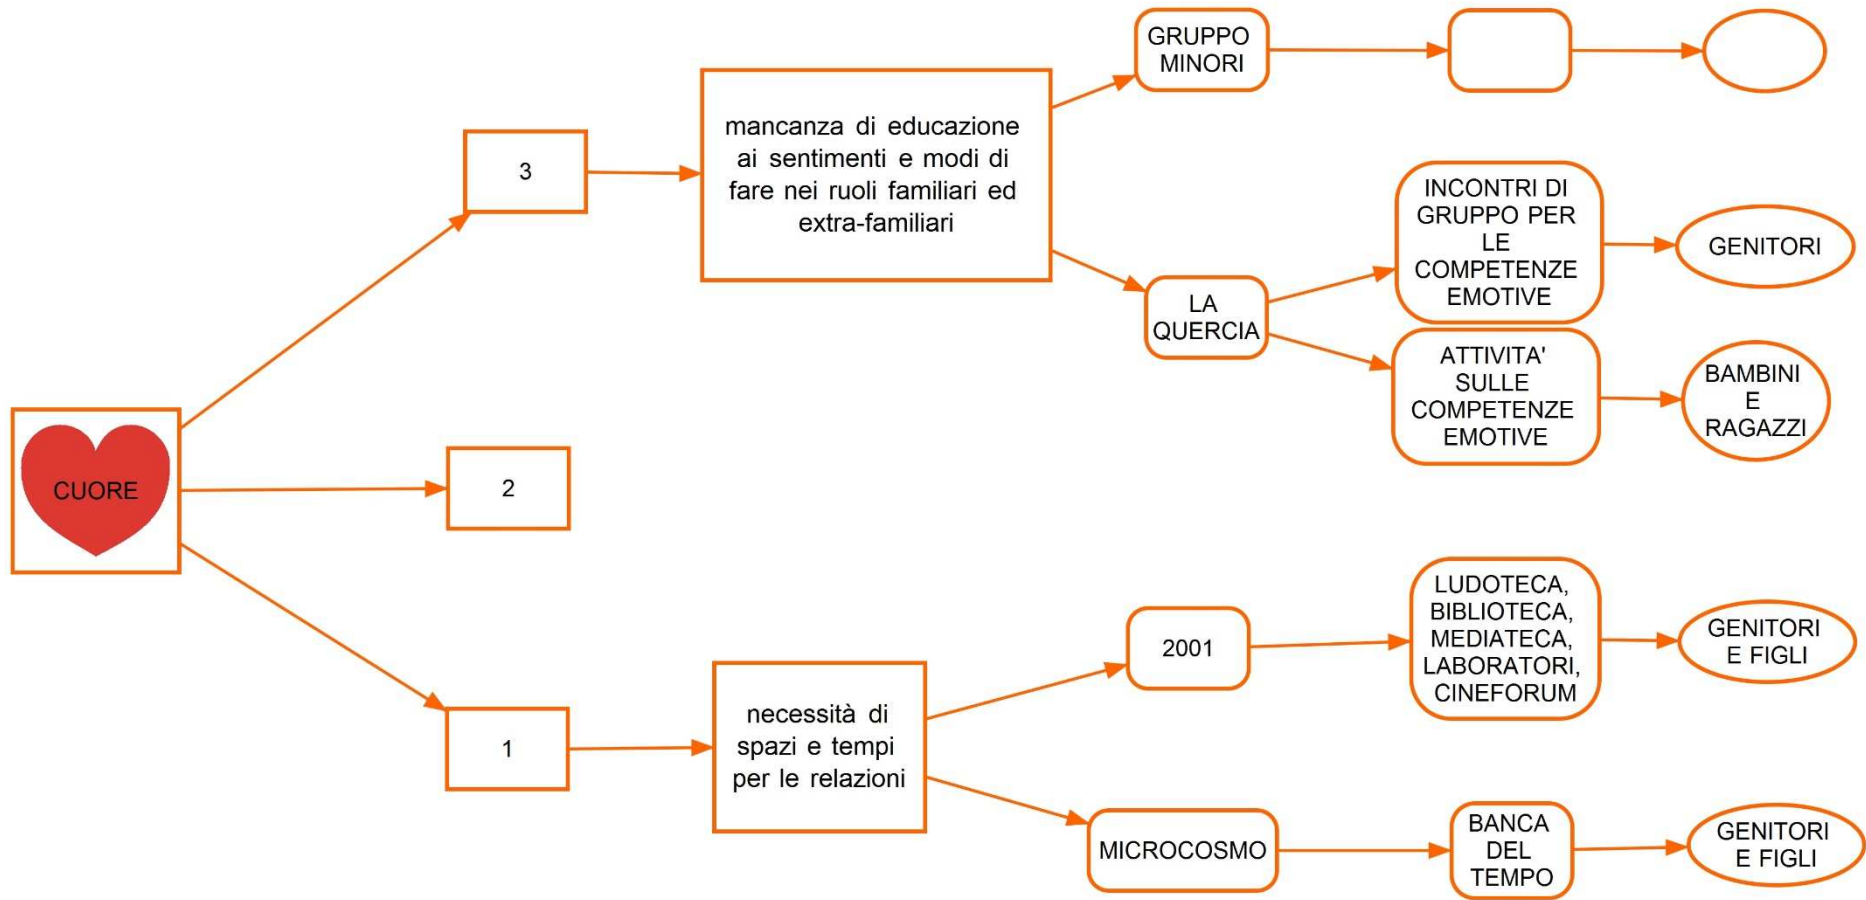 CUORE
3
mancanza di educazione
ai sentimenti e modi di
fare nei ruoli familiari ed
extra-familiari
GRUPPO
MINORI
LA
QUERCIA
INCONTRI DI
GRUPPO PER
LE
COMPETENZE
EMOTIVE
GENITORI
ATTIVITA'
SULLE
COMPETENZE
EMOTIVE
BAMBINI
E
RAGAZZI
2
1
necessità di
spazi e tempi
per le relazioni
2001
LUDOTECA,
BIBLIOTECA,
MEDIATECA,
LABORATORI,
CINEFORUM
GENITORI
E FIGLI
MICROCOSMO
BANCA
DEL
TEMPO
GENITORI
E FIGLI